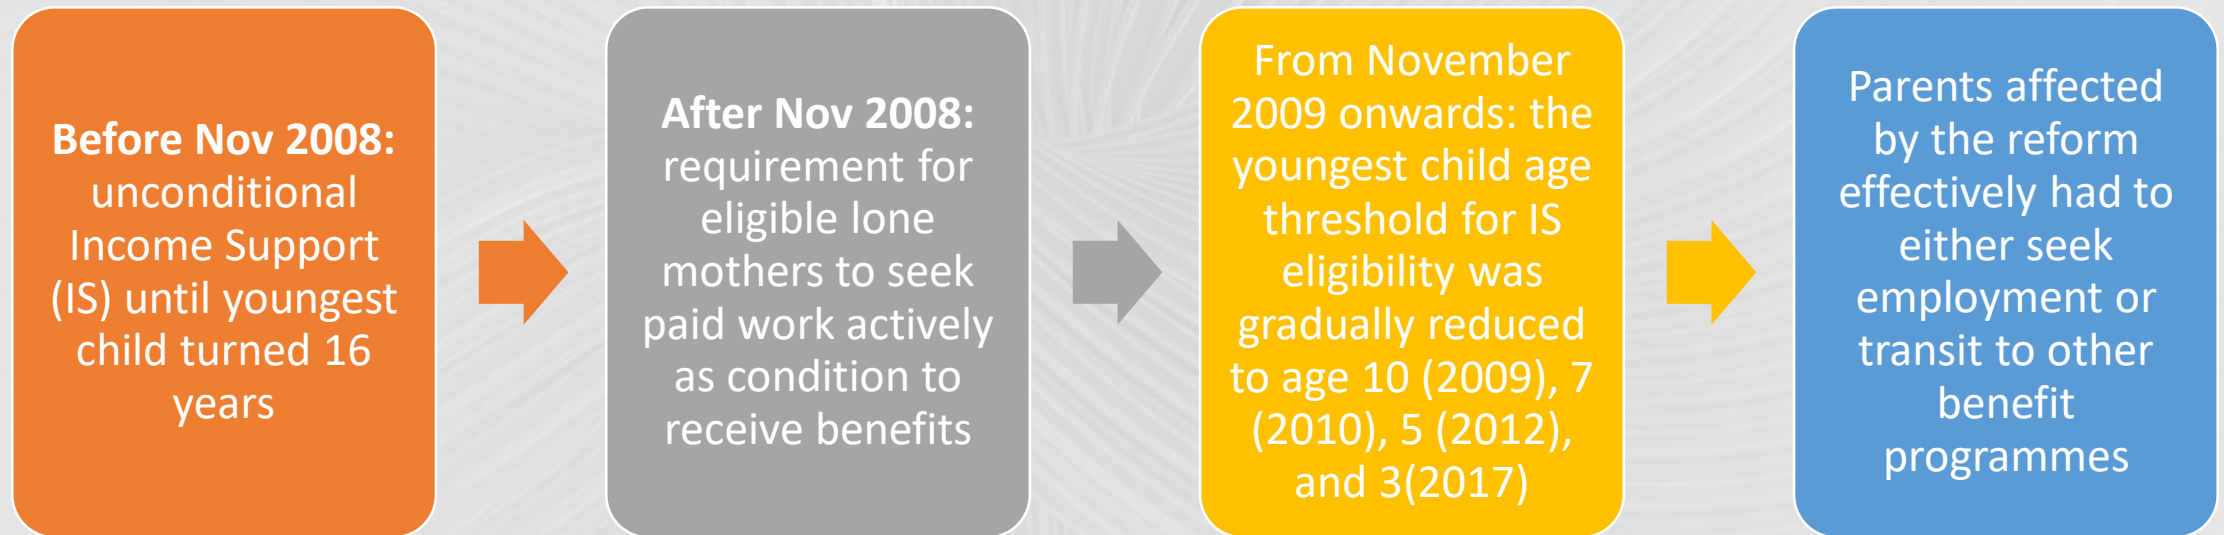 Before Nov 2008:
unconditional
Income Support
(IS) until youngest
child turned 16
years
After Nov 2008:
requirement for
eligible lone
mothers to seek
paid work actively
as condition to
receive benefits
From November
2009 onwards: the
youngest child age
threshold for IS
eligibility was
gradually reduced
to age 10 (2009), 7
(2010), 5 (2012),
and 3(2017)
Parents affected
by the reform
effectively had to
either seek
employment or
transit to other
benefit
programmes